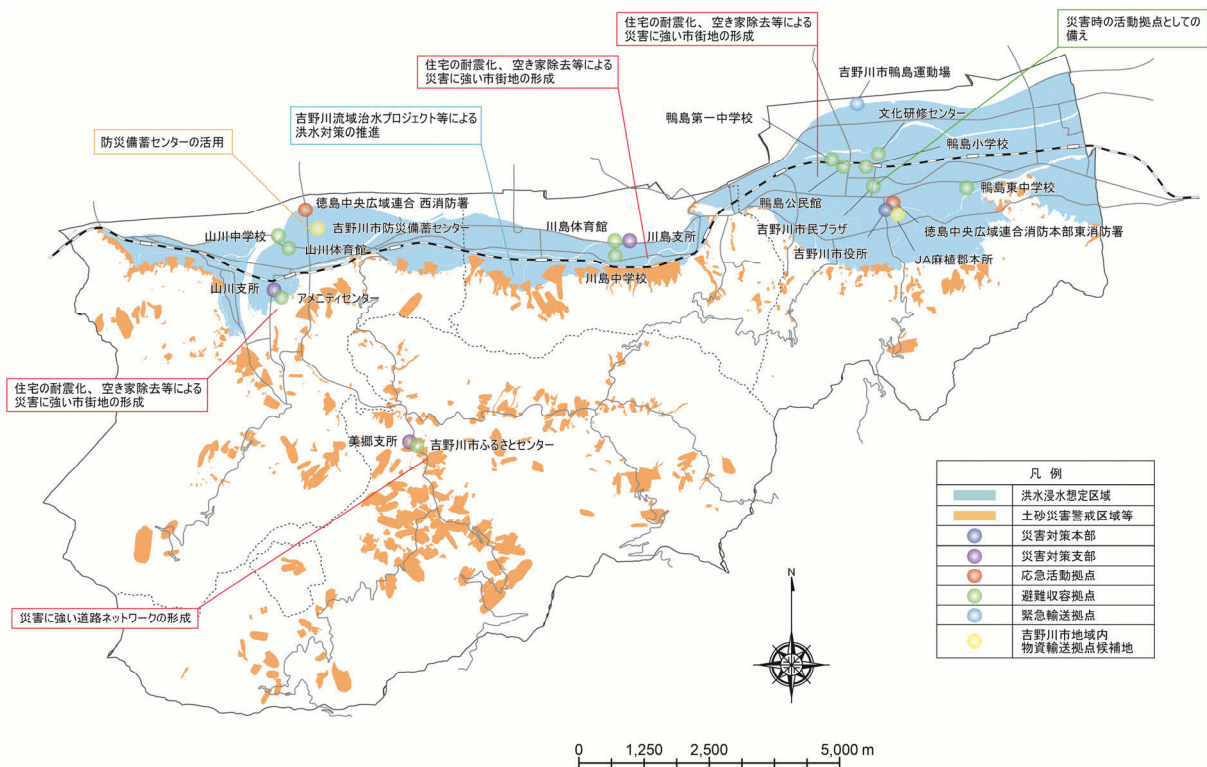 住宅の耐震化、空き家除去等による
災害に強い市街地の形成
災害時の活動拠点としての
備え
住宅の耐震化、空き家除去等による
災害に強い市街地の形成
吉野川市鴨島運動場
吉野川流域治水プロジェクト等による
洪水対策の推進
文化研修センター
鴨島第一中学校
防災備蓄センターの活用
鴨島小学校
徳島中央広域連合 西消防署
鴨島公民館
鴨島東中学校
山川中学校
吉野川市防災備蓄センター
川島体育館
川島支所
吉野川市民プラザ
徳島中央広域連合消防本部東消防署
山川体育館
吉野川市役所
JA麻植郡本所
川島中学校
山川支所
アメニティセンター
住宅の耐震化、空き家除去等による
災害に強い市街地の形成
美郷支所
吉野川市ふるさとセンター
災害に強い道路ネットワークの形成
凡 例
洪水浸水想定区域
土砂災害警戒区域等
災害対策本部
災害対策支部
応急活動拠点
避難収容拠点
緊急輸送拠点
吉野川市地域内
物資輸送拠点候補地
N
0 1,250 2,500 5,000 m